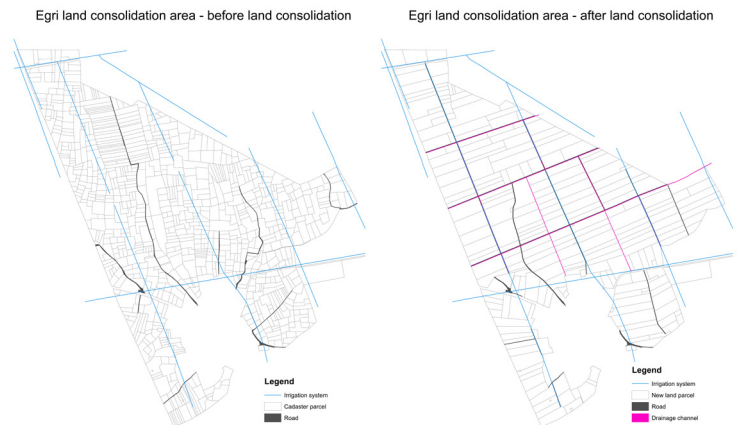 Egri land consolidation area - before land consolidation
Legend
Irrigation system
Cadaster parcel
Road
Egri land consolidation area - after land consolidation
Legend
Irrigation system
New land parcel
Road
Drainage channel